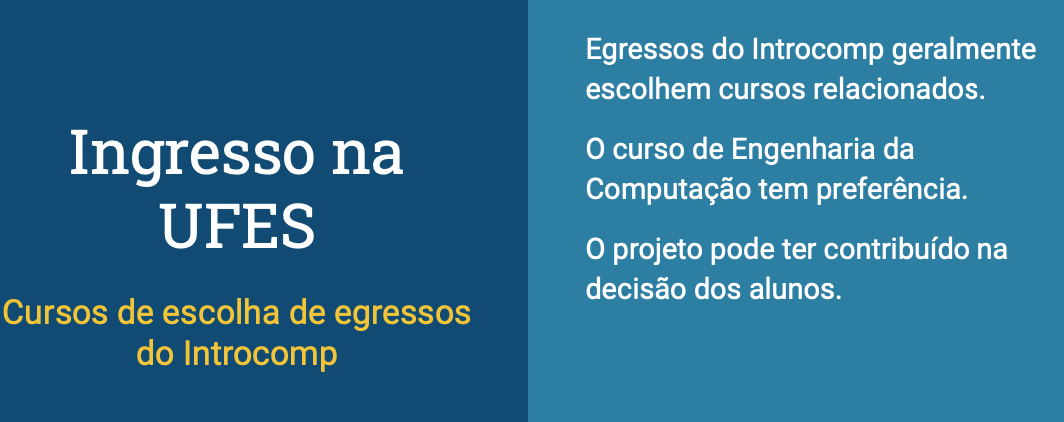 Ingresso na
UFES
Cursos de escolha de egressos
do Introcomp
Egressos do Introcomp geralmente
escolhem cursos relacionados.
O curso de Engenharia da
Computação tem preferência.
O projeto pode ter contribuído na
decisão dos alunos.